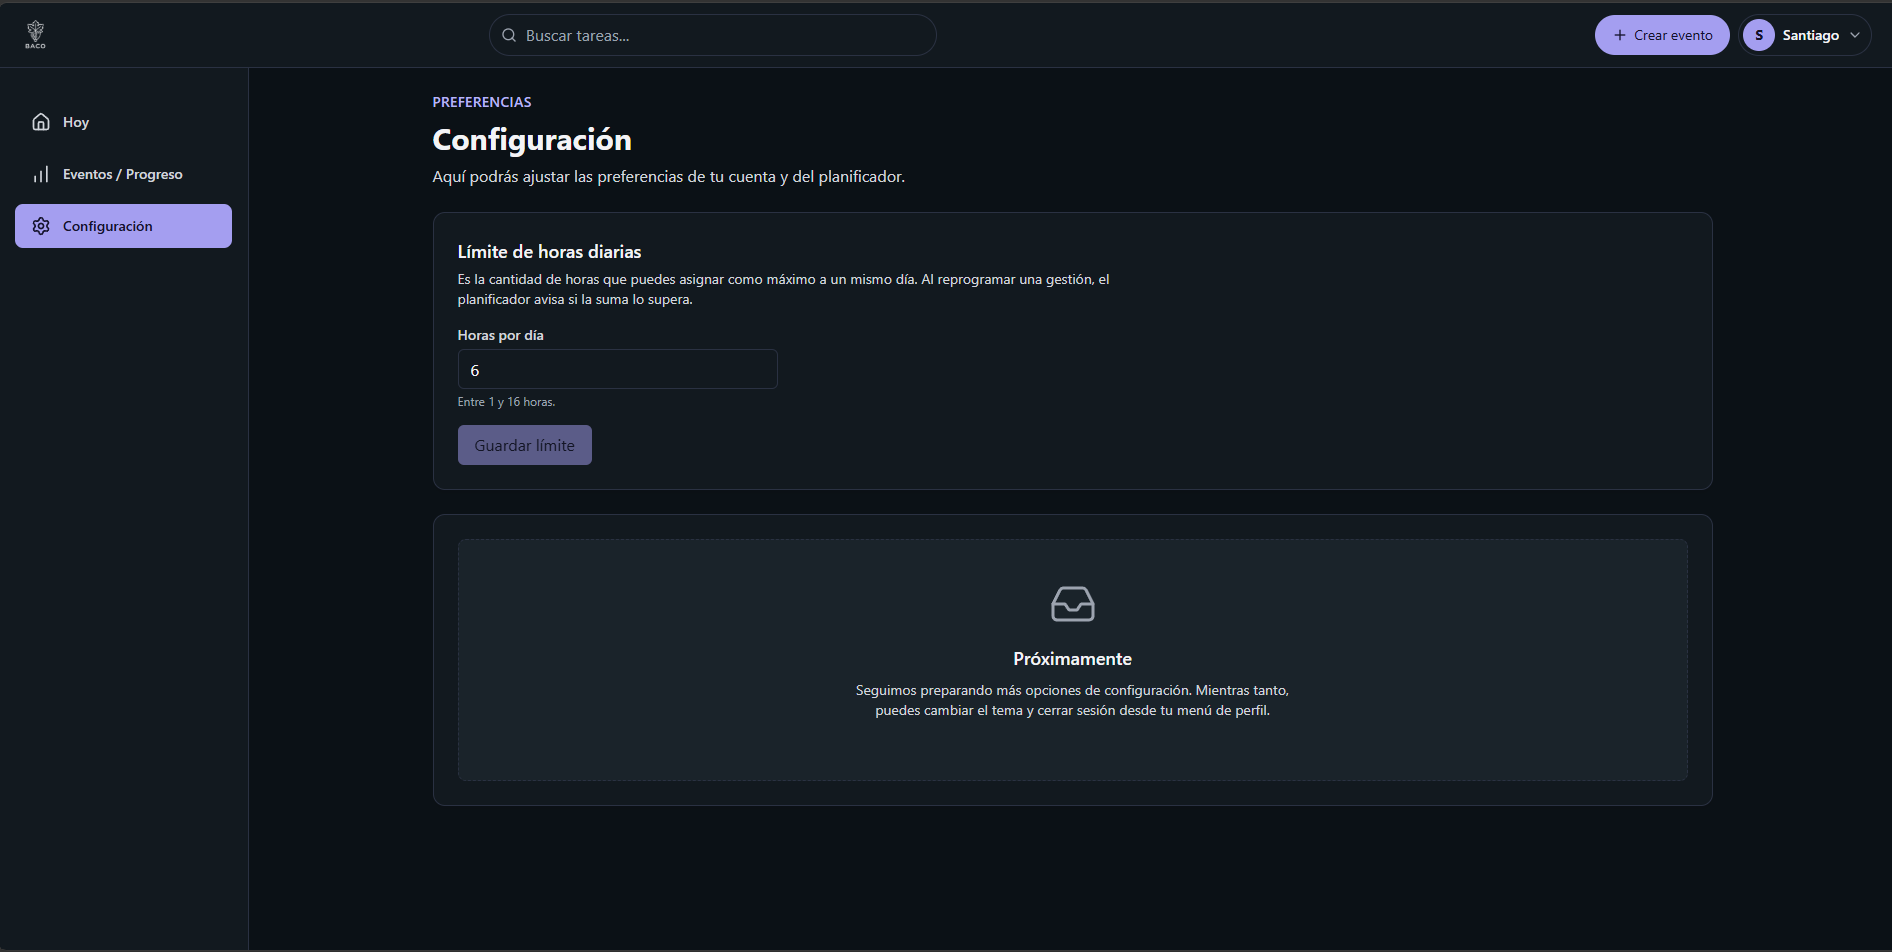 BACO
Buscar tareas...
+ Crear evento
S Santiago
Hoy
Eventos / Progreso
Configuración
PREFERENCIAS
Configuración
Aquí podrás ajustar las preferencias de tu cuenta y del planificador.
Límite de horas diarias
Es la cantidad de horas que puedes asignar como máximo a un mismo día. Al reprogramar una gestión, el
planificador avisa si la suma lo supera.
Horas por día
6
Entre 1 y 16 horas.
Guardar límite
Próximamente
Seguimos preparando más opciones de configuración. Mientras tanto,
puedes cambiar el tema y cerrar sesión desde tu menú de perfil.